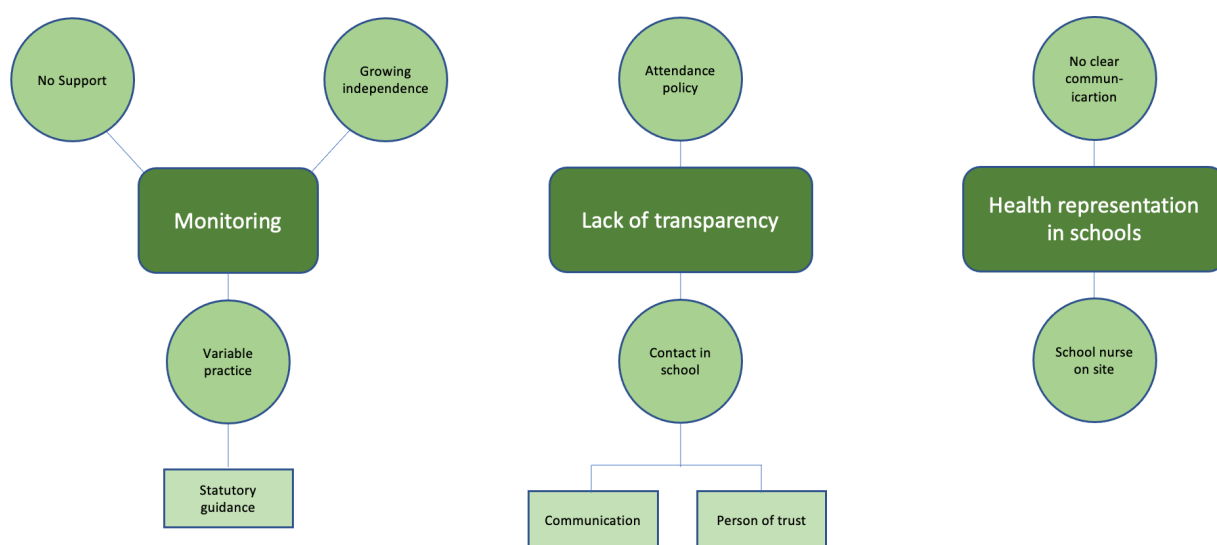 No Support
Growing
independence
Attendance
policy
No clear
commun-
icartion
Monitoring
Lack of transparency
Health representation
in schools
Variable
practice
Contact in
school
School nurse
on site
Statutory
guidance
Communication
Person of trust